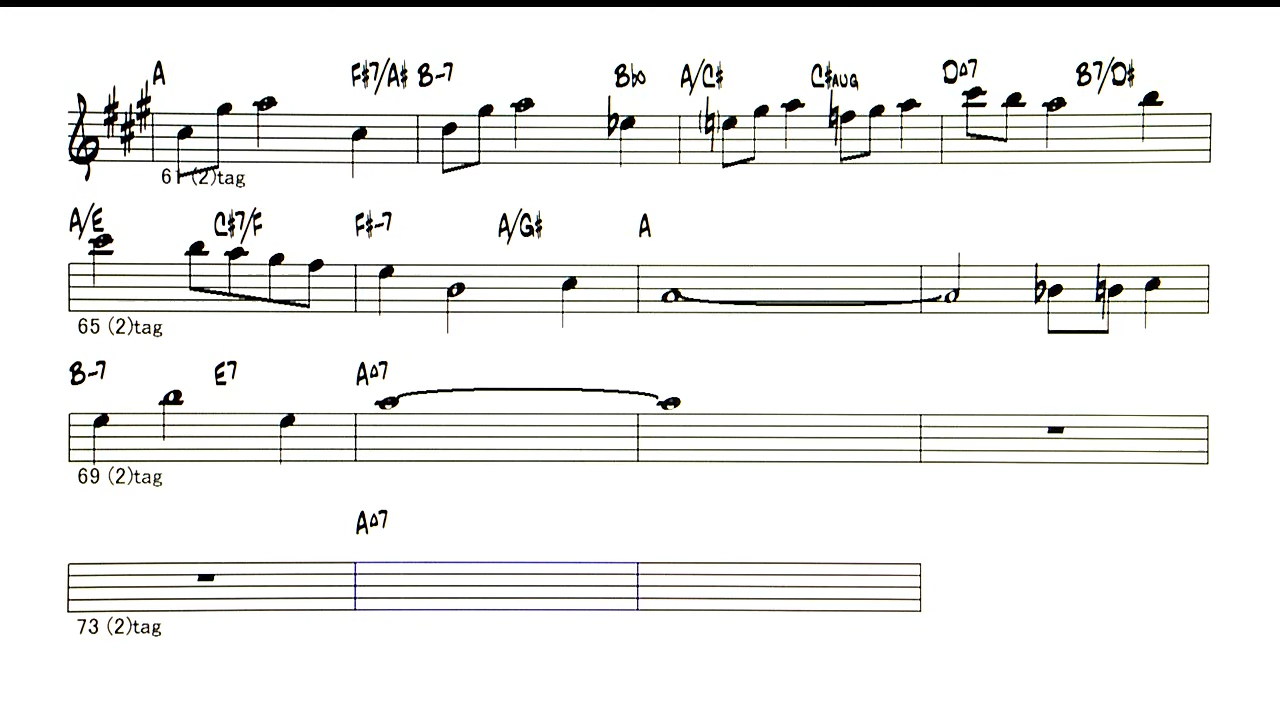 A F#7/A# B-7 Bbo A/C# C#AUG D△7 B7/D#
61 (2)tag
A/E C#7/F F#-7 A/G# A
65 (2)tag
B-7 E7 A△7
69 (2)tag
A△7
73 (2)tag